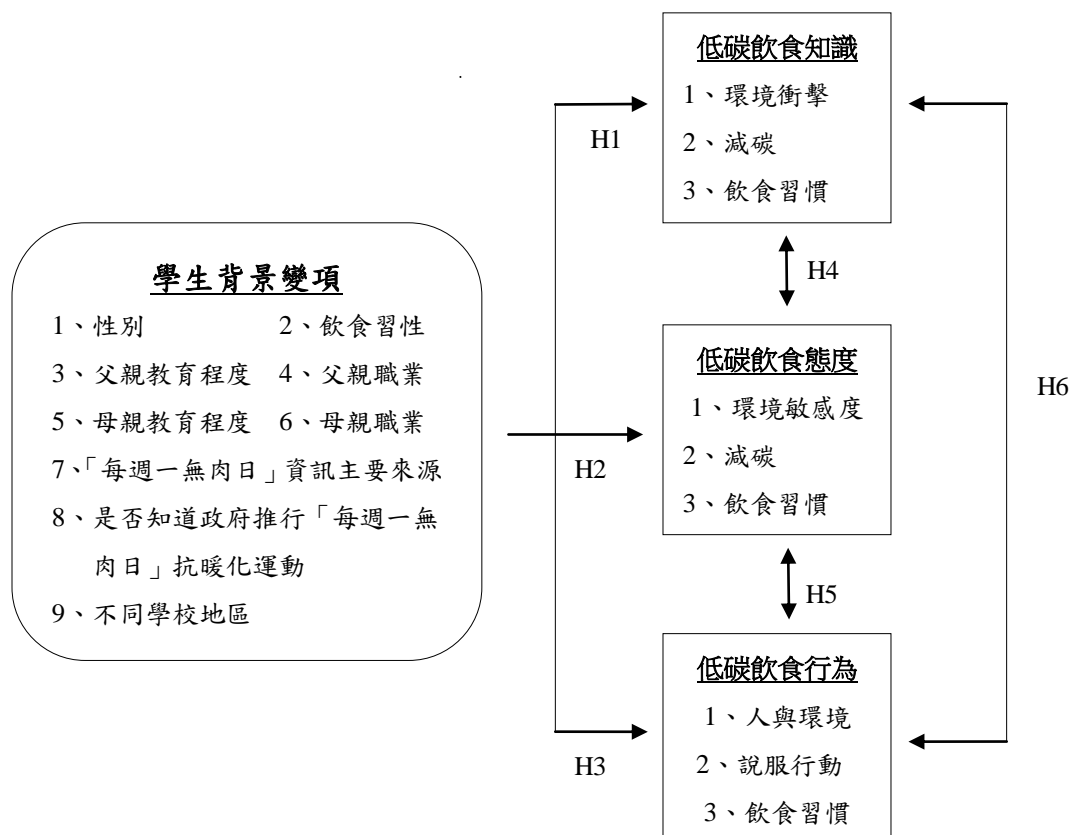 低碳飲食知識
1、環境衝擊
2、減碳
3、飲食習慣
H1
H4
學生背景變項
1、性別 2、飲食習性
3、父親教育程度 4、父親職業
5、母親教育程度 6、母親職業
7、「每週一無肉日」資訊主要來源
8、是否知道政府推行「每週一無
肉日」抗暖化運動
9、不同學校地區
H2
低碳飲食態度
1、環境敏感度
2、減碳
3、飲食習慣
H6
H5
低碳飲食行為
1、人與環境
2、說服行動
3、飲食習慣
H3